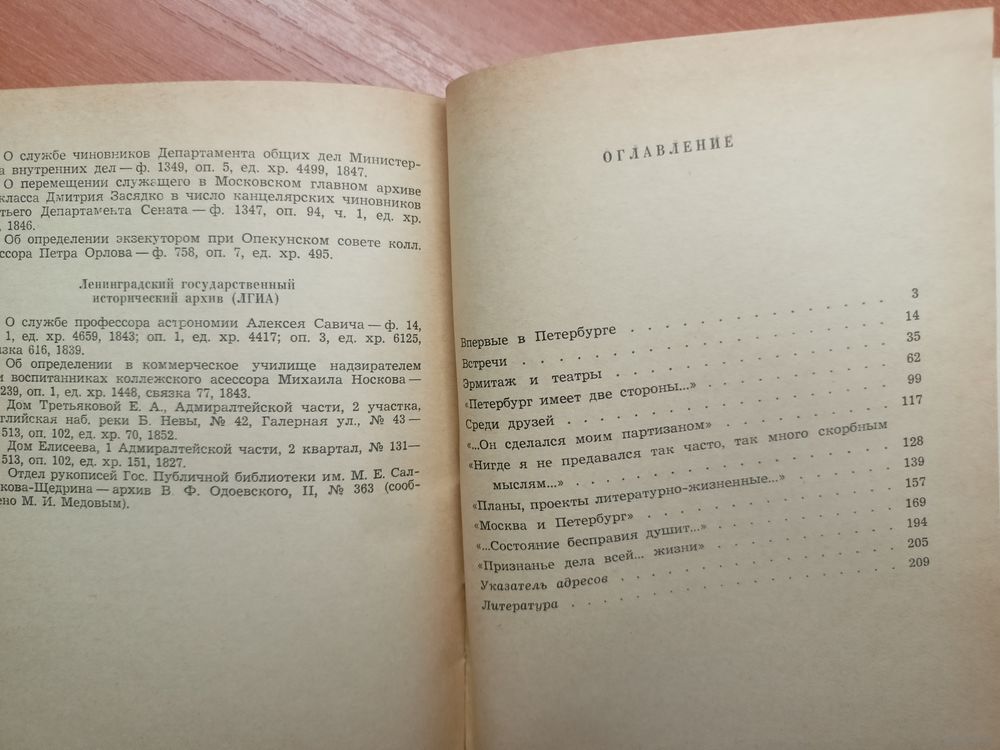 О службе чиновников Департамента общих дел Министер-
а внутренних дел — ф. 1349, оп. 5, ед. хр. 4499, 1847.
О перемещении служащего в Московском главном архиве
класса Дмитрия Засядко в число канцелярских чиновников
тьего Департамента Сената — ф. 1347, оп. 94, ч. 1, ед. хр.
, 1846.
Об определении экзекутором при Опекунском совете колл.
ссора Петра Орлова — ф. 758, оп. 7, ед. хр. 495.
Ленинградский государственный
исторический архив (ЛГИА)
О службе профессора астрономии Алексея Савича — ф. 14,
1, ед. хр. 4659, 1843; оп. 1, ед. хр. 4417; оп. 3, ед. хр. 6125,
язка 616, 1839.
Об определении в коммерческое училище надзирателем
и воспитанниках коллежского асессора Михаила Носкова —
239, оп. 1, ед. хр. 1448, связка 77, 1843.
Дом Третьяковой Е. А., Адмиралтейской части, 2 участка,
глийская наб. реки Б. Невы, № 42, Галерная ул., № 43 —
513, оп. 102, ед. хр. 70, 1852.
Дом Елисеева, 1 Адмиралтейской части, 2 квартал, № 131 —
513, оп. 102, ед. хр. 151, 1827.
Отдел рукописей Гос. Публичной библиотеки им. М. Е. Сал-
кова-Щедрина — архив В. Ф. Одоевского, II, № 363 (сооб-
ено М. И. Медовым).
ОГЛАВЛЕНИЕ
Впервые в Петербурге . . . . . . . . . . 3
Встречи . . . . . . . . . . . . . . 14
Эрмитаж и театры . . . . . . . . . . . 35
«Петербург имеет две стороны...» . . . . . . . 62
Среди друзей . . . . . . . . . . . . 99
«...Он сделался моим партизаном» . . . . . . . 117
«Нигде я не предавался так часто, так много скорбным
мыслям...» . . . . . . . . . . . . 128
«Планы, проекты литературно-жизненные...» . . . . 139
«Москва и Петербург» . . . . . . . . . . 157
«...Состояние бесправия душит...» . . . . . . . 169
«Признанье дела всей... жизни» . . . . . . . 194
Указатель адресов . . . . . . . . . . . 205
Литература . . . . . . . . . . . . . 209